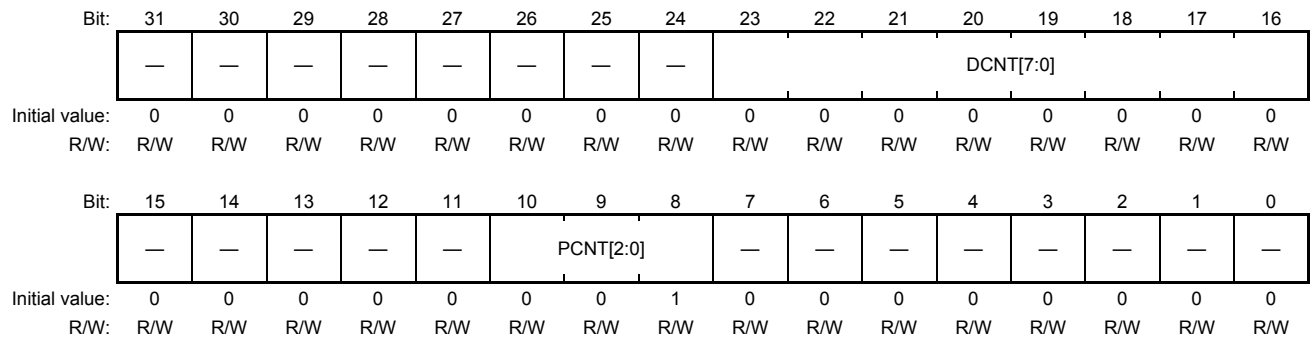 Bit: 31 30 29 28 27 26 25 24 23 22 21 20 19 18 17 16
— — — — — — — — DCNT[7:0]
Initial value: 0 0 0 0 0 0 0 0 0 0 0 0 0 0 0 0
R/W: R/W R/W R/W R/W R/W R/W R/W R/W R/W R/W R/W R/W R/W R/W R/W R/W
Bit: 15 14 13 12 11 10 9 8 7 6 5 4 3 2 1 0
— — — — — PCNT[2:0] — — — — — — — —
Initial value: 0 0 0 0 0 0 0 1 0 0 0 0 0 0 0 0
R/W: R/W R/W R/W R/W R/W R/W R/W R/W R/W R/W R/W R/W R/W R/W R/W R/W